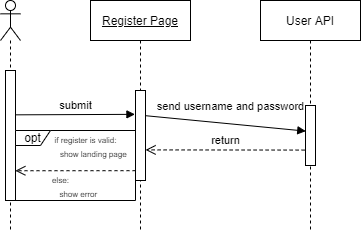 Register Page
User API
submit
send username and password
opt
if register is valid:
show landing page
return
else:
show error